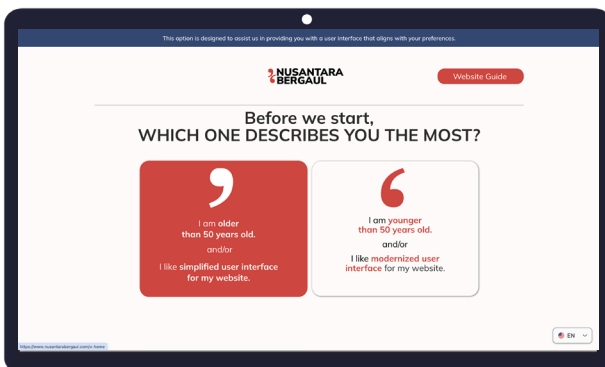 This option is designed to assist us in providing you with a user interface that aligns with your preferences.
NUSANTARA
BERGAUL
Website Guide
Before we start,
WHICH ONE DESCRIBES YOU THE MOST?
I am older
than 50 years old.
and/or
I like simplified user interface
for my website.
I am younger
than 50 years old.
and/or
I like modernized user
interface for my website.
EN